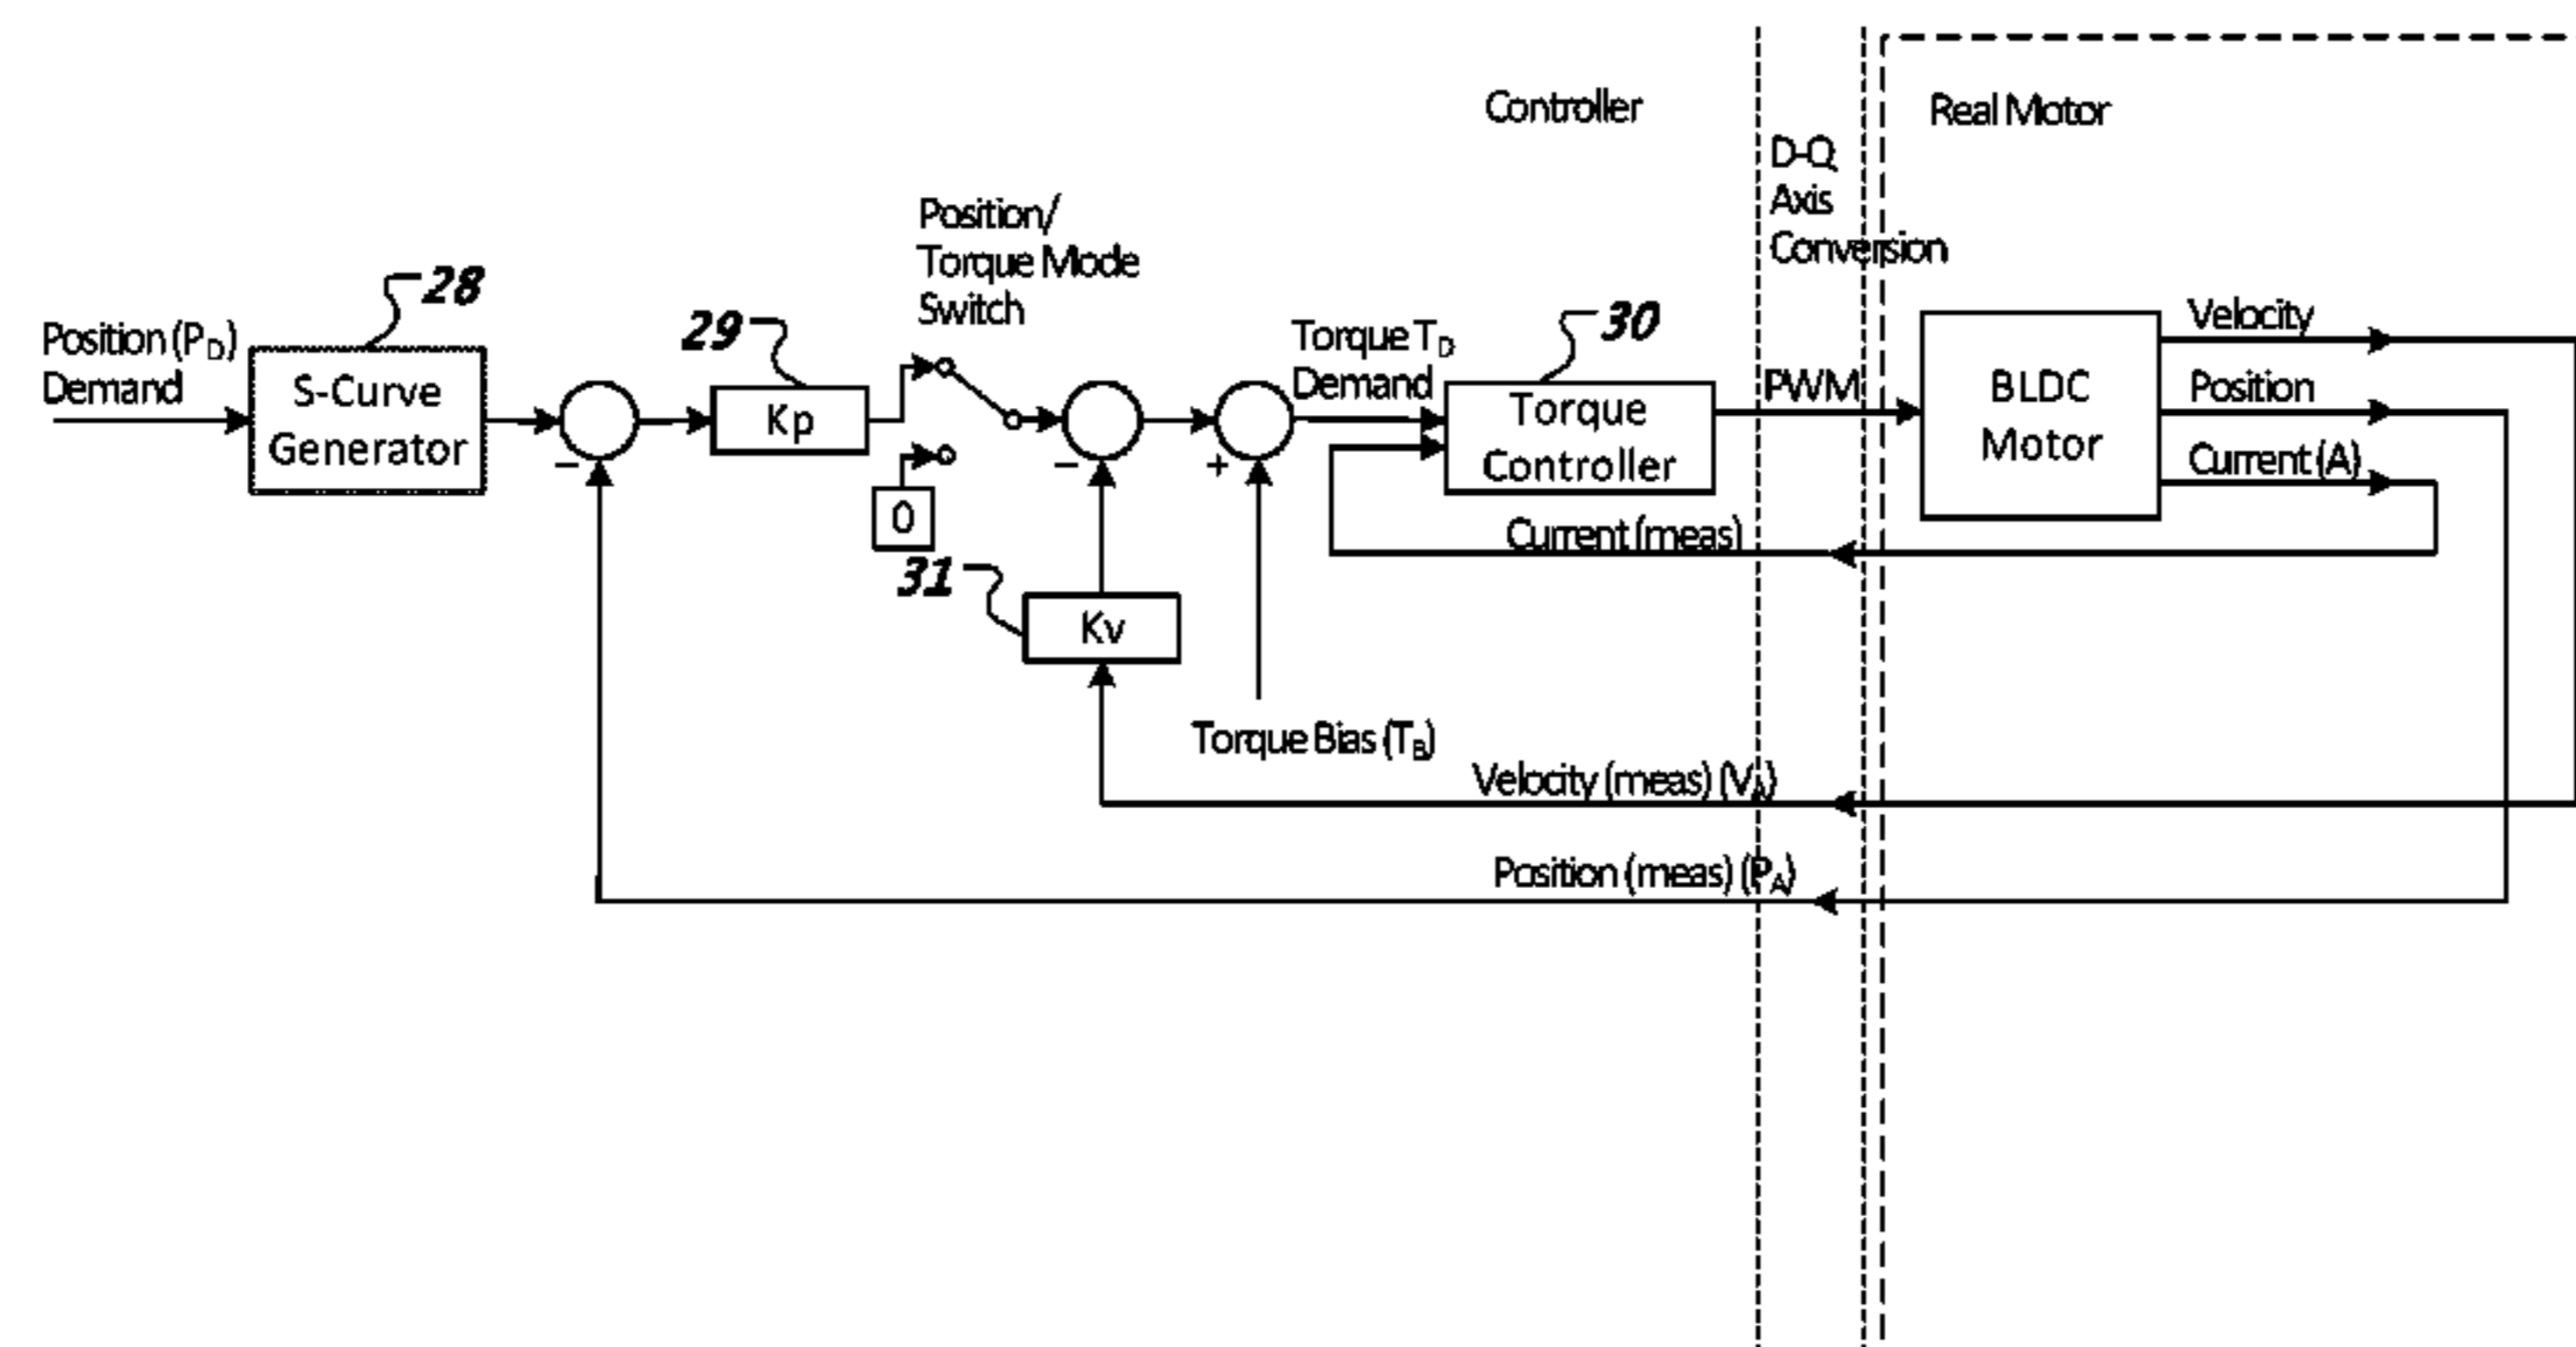 Controller
Real Motor
D-Q
Axis
Conversion
Position/
Torque Mode
Switch
28
29
30
Position (PD)
Demand
S-Curve
Generator
Kp
0
31
Kv
Torque TD
Demand
Torque
Controller
PWM
BLDC
Motor
Velocity
Position
Current (A)
Current (meas)
−
−
+
Torque Bias (TB)
Velocity (meas) (VA)
Position (meas) (PA)